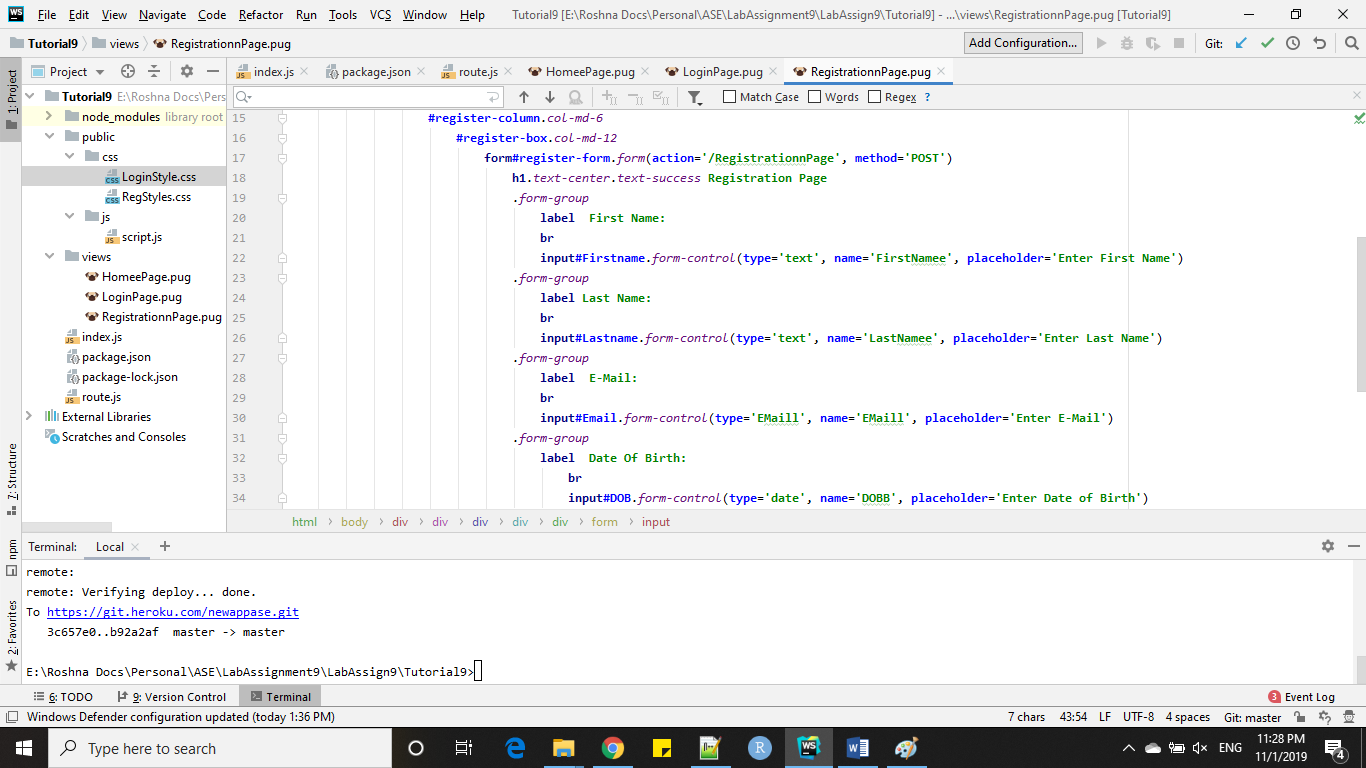 File Edit View Navigate Code Refactor Run Tools VCS Window Help Tutorial9 [E:\Roshna Docs\Personal\ASE\LabAssignment9\LabAssign9\Tutorial9] - ...\views\RegistrationnPage.pug [Tutorial9]
Tutorial9 views RegistrationnPage.pug Add Configuration... Git:
Project index.js package.json route.js HomeePage.pug LoginPage.pug RegistrationnPage.pug
Match Case Words Regex ?
1: Project
7: Structure
npm
2: Favorites
Tutorial9 E:\Roshna Docs\Pers
node_modules library root
public
css
LoginStyle.css
RegStyles.css
js
script.js
views
HomeePage.pug
LoginPage.pug
RegistrationnPage.pug
index.js
package.json
package-lock.json
route.js
External Libraries
Scratches and Consoles
15 #register-column.col-md-6
16 #register-box.col-md-12
17 form#register-form.form(action='/RegistrationnPage', method='POST')
18 h1.text-center.text-success Registration Page
19 .form-group
20 label  First Name:
21 br
22 input#Firstname.form-control(type='text', name='FirstNamee', placeholder='Enter First Name')
23 .form-group
24 label Last Name:
25 br
26 input#Lastname.form-control(type='text', name='LastNamee', placeholder='Enter Last Name')
27 .form-group
28 label  E-Mail:
29 br
30 input#Email.form-control(type='EMaill', name='EMaill', placeholder='Enter E-Mail')
31 .form-group
32 label  Date Of Birth:
33 br
34 input#DOB.form-control(type='date', name='DOBB', placeholder='Enter Date of Birth')
html body div div div div div form input
Terminal: Local +
remote:
remote: Verifying deploy... done.
To https://git.heroku.com/newappase.git
3c657e0..b92a2af  master -> master
E:\Roshna Docs\Personal\ASE\LabAssignment9\LabAssign9\Tutorial9>
6: TODO 9: Version Control Terminal 3 Event Log
Windows Defender configuration updated (today 1:36 PM) 7 chars 43:54 LF UTF-8 4 spaces Git: master
Type here to search ENG 11:28 PM
11/1/2019 4